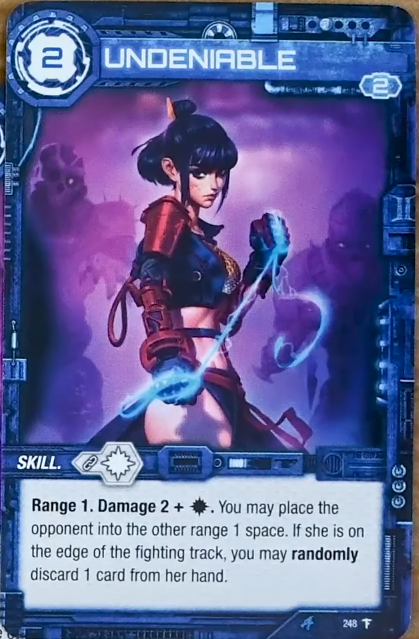 2
UNDENIABLE
2
SKILL.
Range 1. Damage 2 + ✹. You may place the
opponent into the other range 1 space. If she is on
the edge of the fighting track, you may randomly
discard 1 card from her hand.
248